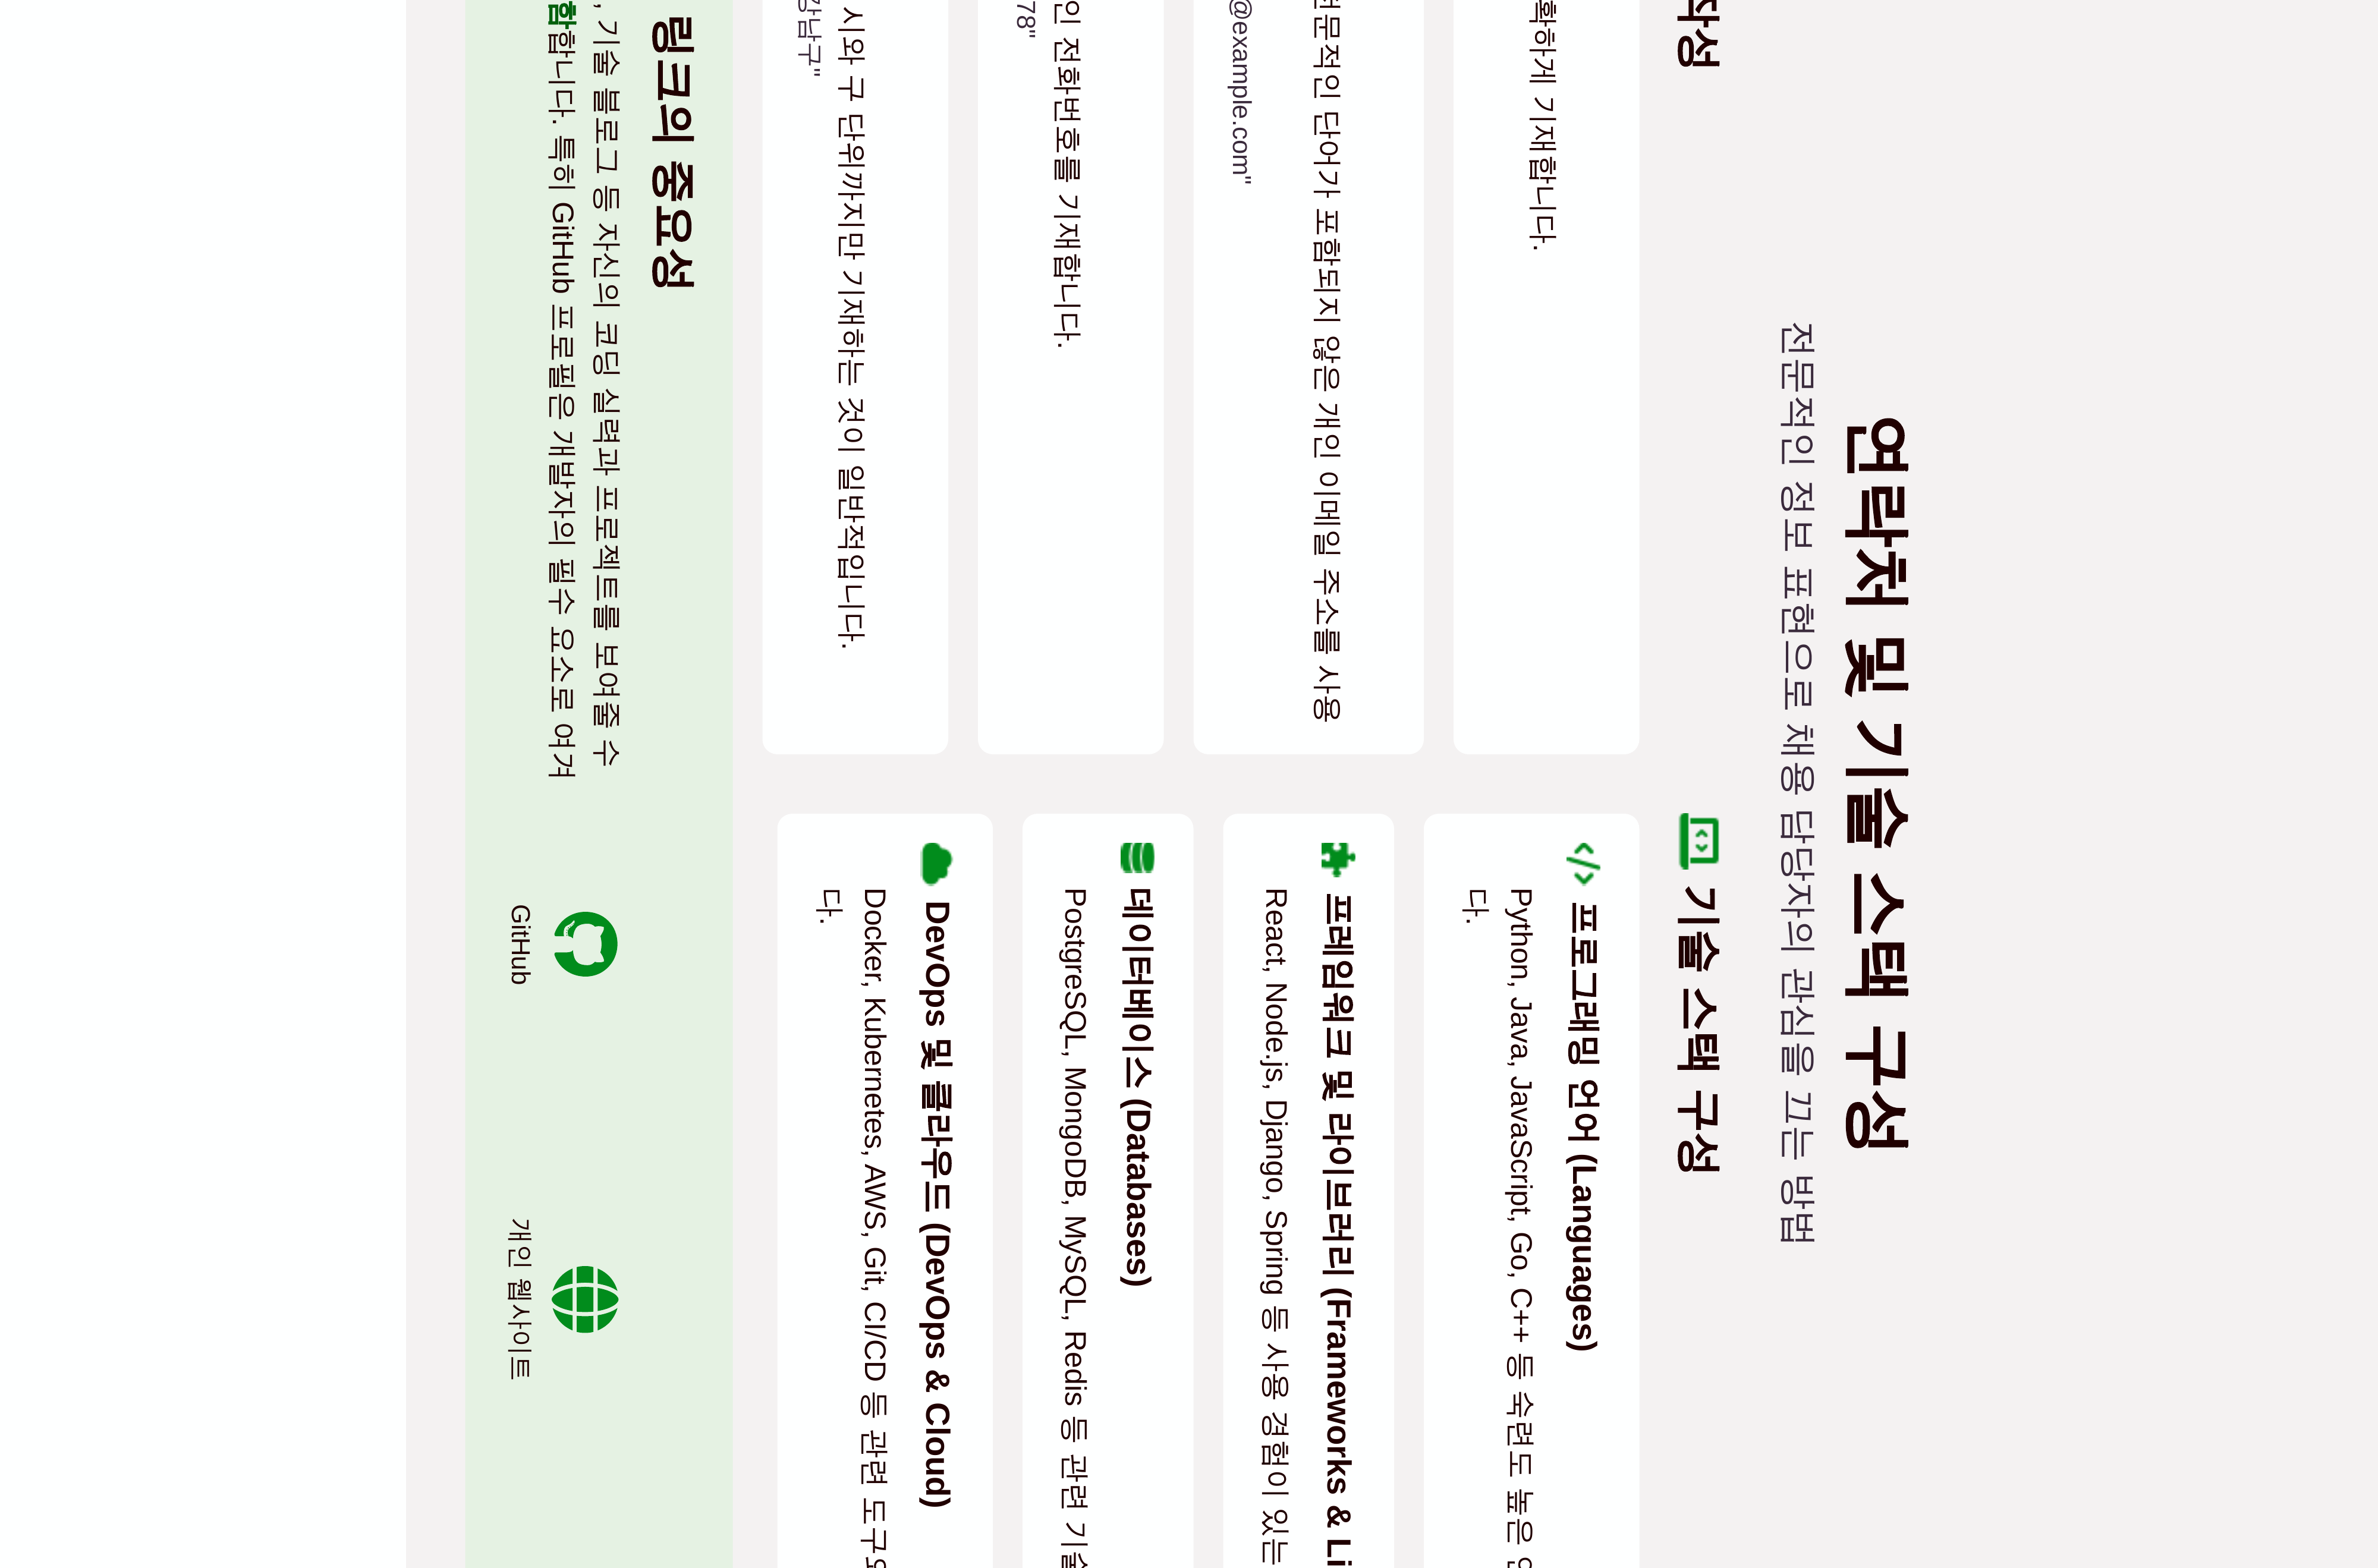 연락처 및 기술 스택 구성
전문적인 정보 표현으로 채용 담당자의 관심을 끄는 방법
작성
확하게 기재합니다.
전문적인 단어가 포함되지 않은 개인 이메일 주소를 사용
@example.com"
인 전화번호를 기재합니다.
78"
시와 구 단위까지만 기재하는 것이 일반적입니다.
강남구"
기술 스택 구성
프로그래밍 언어 (Languages)
Python, Java, JavaScript, Go, C++ 등 숙련도 높은
다.
프레임워크 및 라이브러리 (Frameworks & Li
React, Node.js, Django, Spring 등 사용 경험이 있는
데이터베이스 (Databases)
PostgreSQL, MongoDB, MySQL, Redis 등 관련 기술
DevOps 및 클라우드 (DevOps & Cloud)
Docker, Kubernetes, AWS, Git, CI/CD 등 관련 도구와
다.
링크의 중요성
, 기술 블로그 등 자신의 코딩 실력과 프로젝트를 보여줄 수
함합니다. 특히 GitHub 프로필은 개발자의 필수 요소로 여겨
GitHub
개인 웹사이트